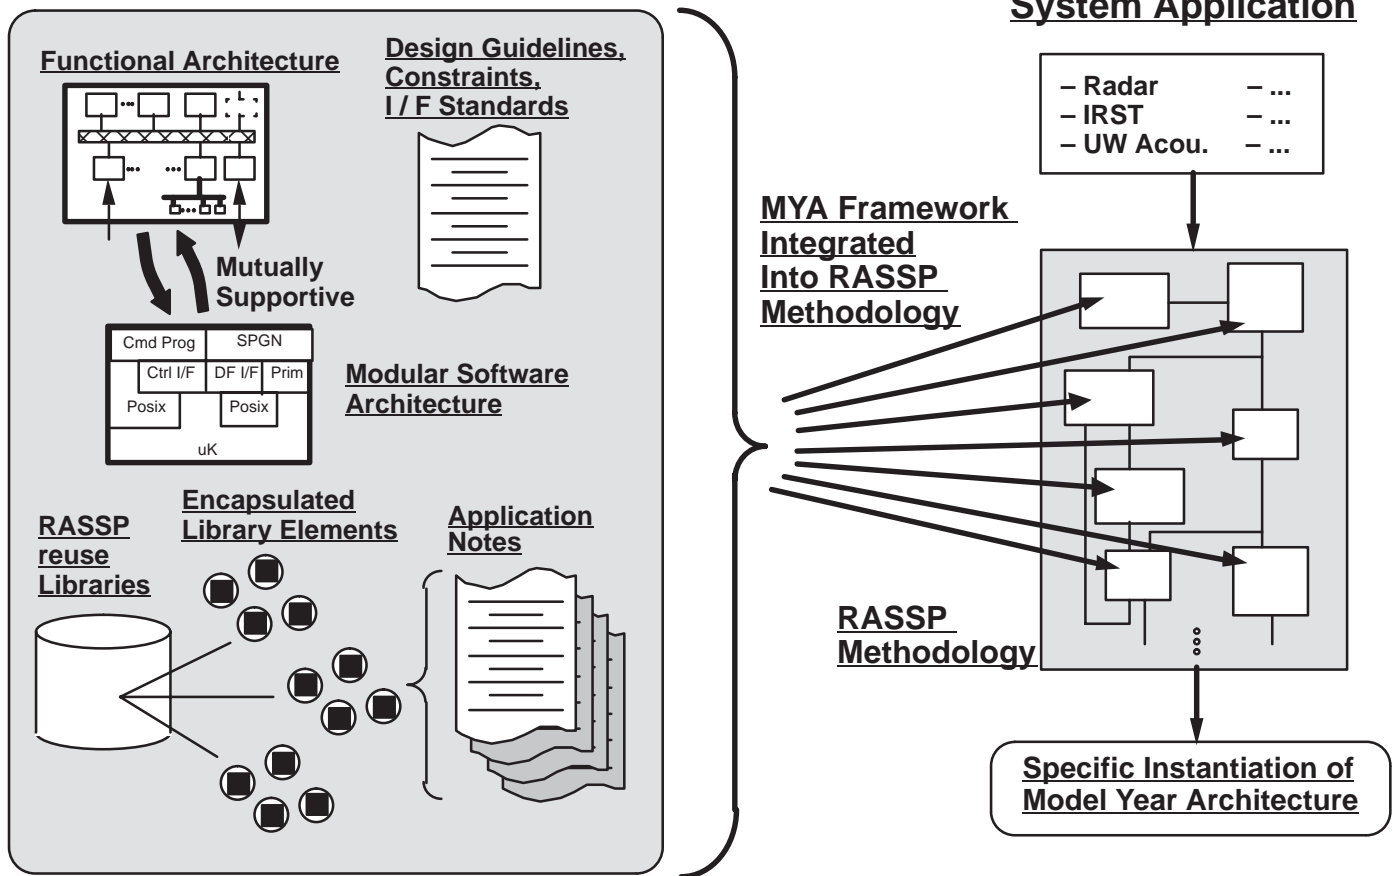 System Application
Functional Architecture
Design Guidelines,
Constraints,
I / F Standards
– Radar – ...
– IRST – ...
– UW Acou. – ...
Mutually
Supportive
MYA Framework
Integrated
Into RASSP
Methodology
Cmd Prog SPGN
Ctrl I/F DF I/F Prim
Posix Posix
uK
Modular Software
Architecture
RASSP
reuse
Libraries
Encapsulated
Library Elements
Application
Notes
RASSP
Methodology
Specific Instantiation of
Model Year Architecture